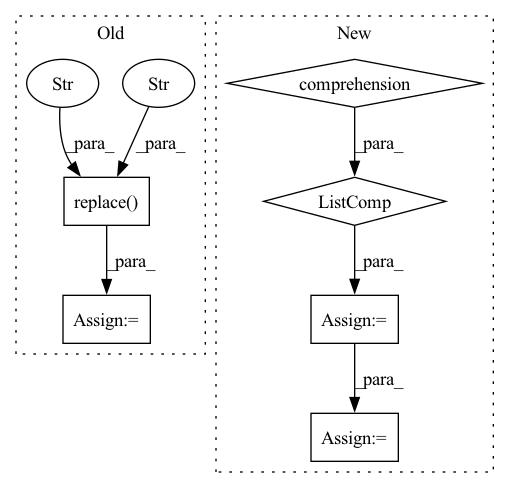 Old
Str
Str
_para_
_para_
replace()
_para_
Assign:=
New
comprehension
_para_
ListComp
_para_
Assign:=
_para_
Assign:=